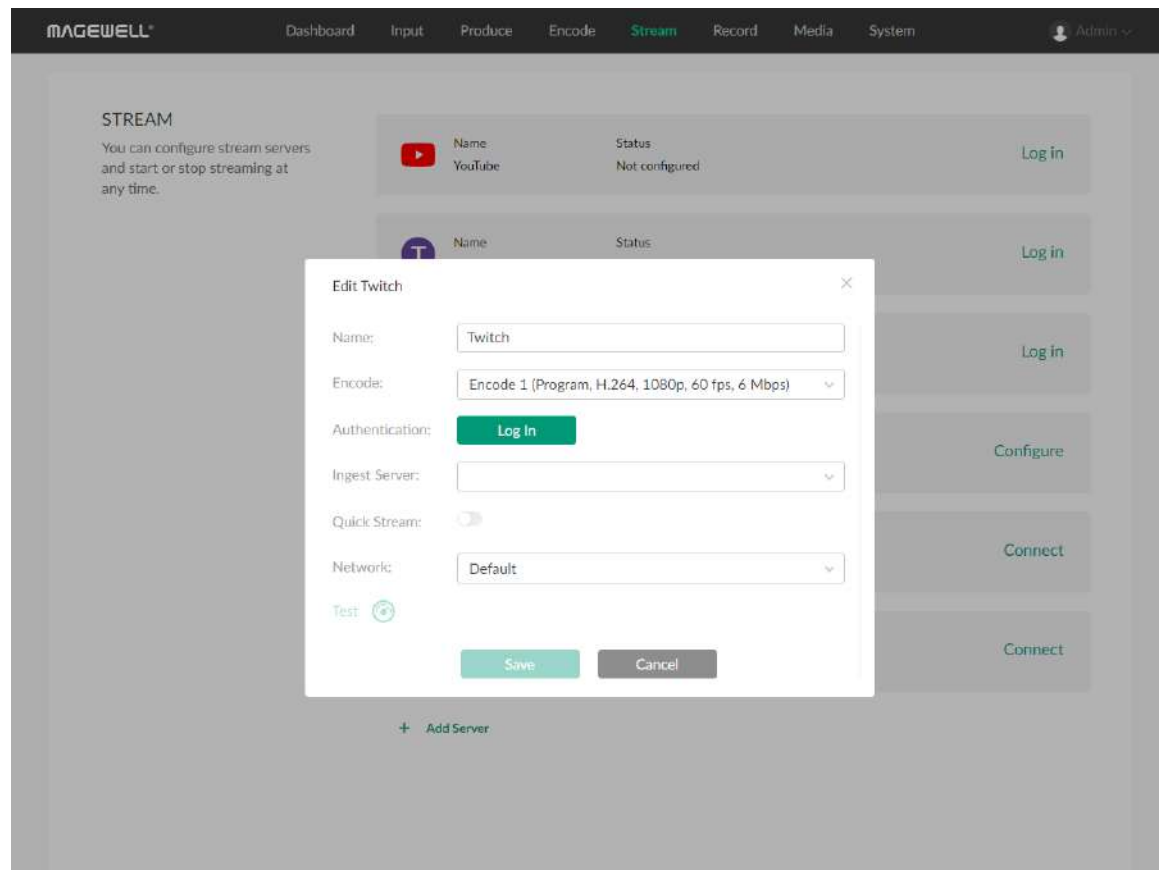 MAGEWELL
Dashboard Input Produce Encode Stream Record Media System Admin
STREAM
You can configure stream servers
and start or stop streaming at
any time.
Name Status
YouTube Not configured
Log in
T
Name Status
Log in
Edit Twitch
Name: Twitch
Encode: Encode 1 (Program, H.264, 1080p, 60 fps, 6 Mbps)
Authentication: Log In
Ingest Server:
Quick Stream:
Network: Default
Test
Save Cancel
Log in
Configure
Connect
Connect
+ Add Server